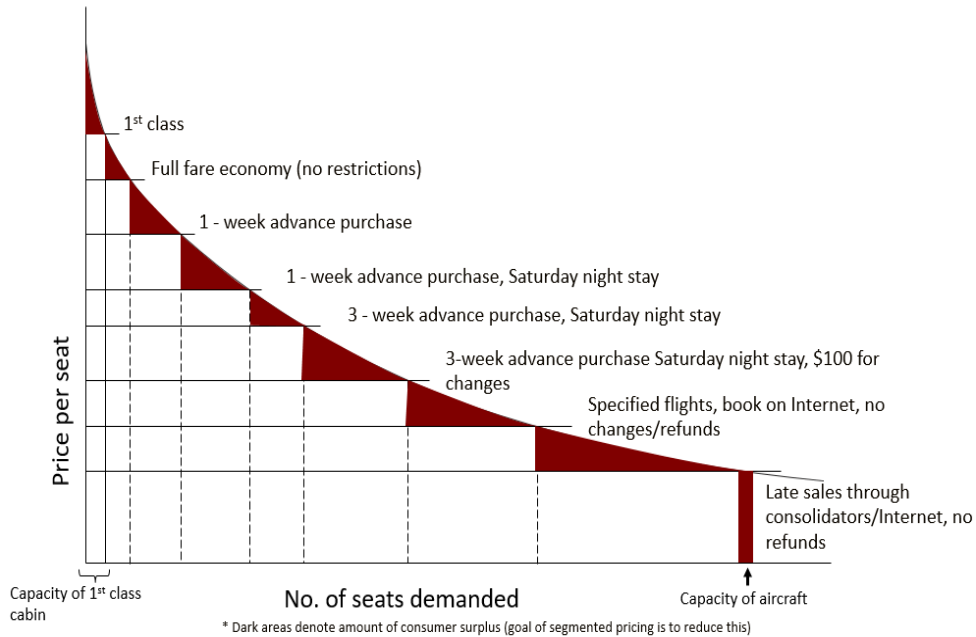 1st class
Full fare economy (no restrictions)
1 - week advance purchase
1 - week advance purchase, Saturday night stay
3 - week advance purchase, Saturday night stay
3-week advance purchase Saturday night stay, $100 for
changes
Specified flights, book on Internet, no
changes/refunds
Price per seat
Late sales through
consolidators/Internet, no
refunds
Capacity of 1st class
cabin
No. of seats demanded
Capacity of aircraft
* Dark areas denote amount of consumer surplus (goal of segmented pricing is to reduce this)